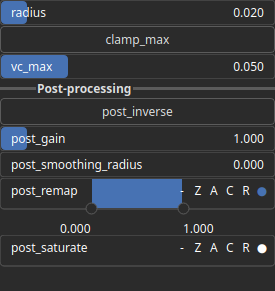 radius 0.020
clamp_max
vc_max 0.050
Post-processing
post_inverse
post_gain 1.000
post_smoothing_radius 0.000
post_remap - Z A C R
0.000 1.000
post_saturate - Z A C R